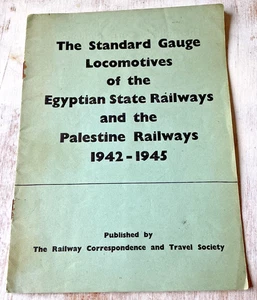 The Standard Gauge
Locomotives
of the
Egyptian State Railways
and the
Palestine Railways
1942-1945
Published by
The Railway Correspondence and Travel Society